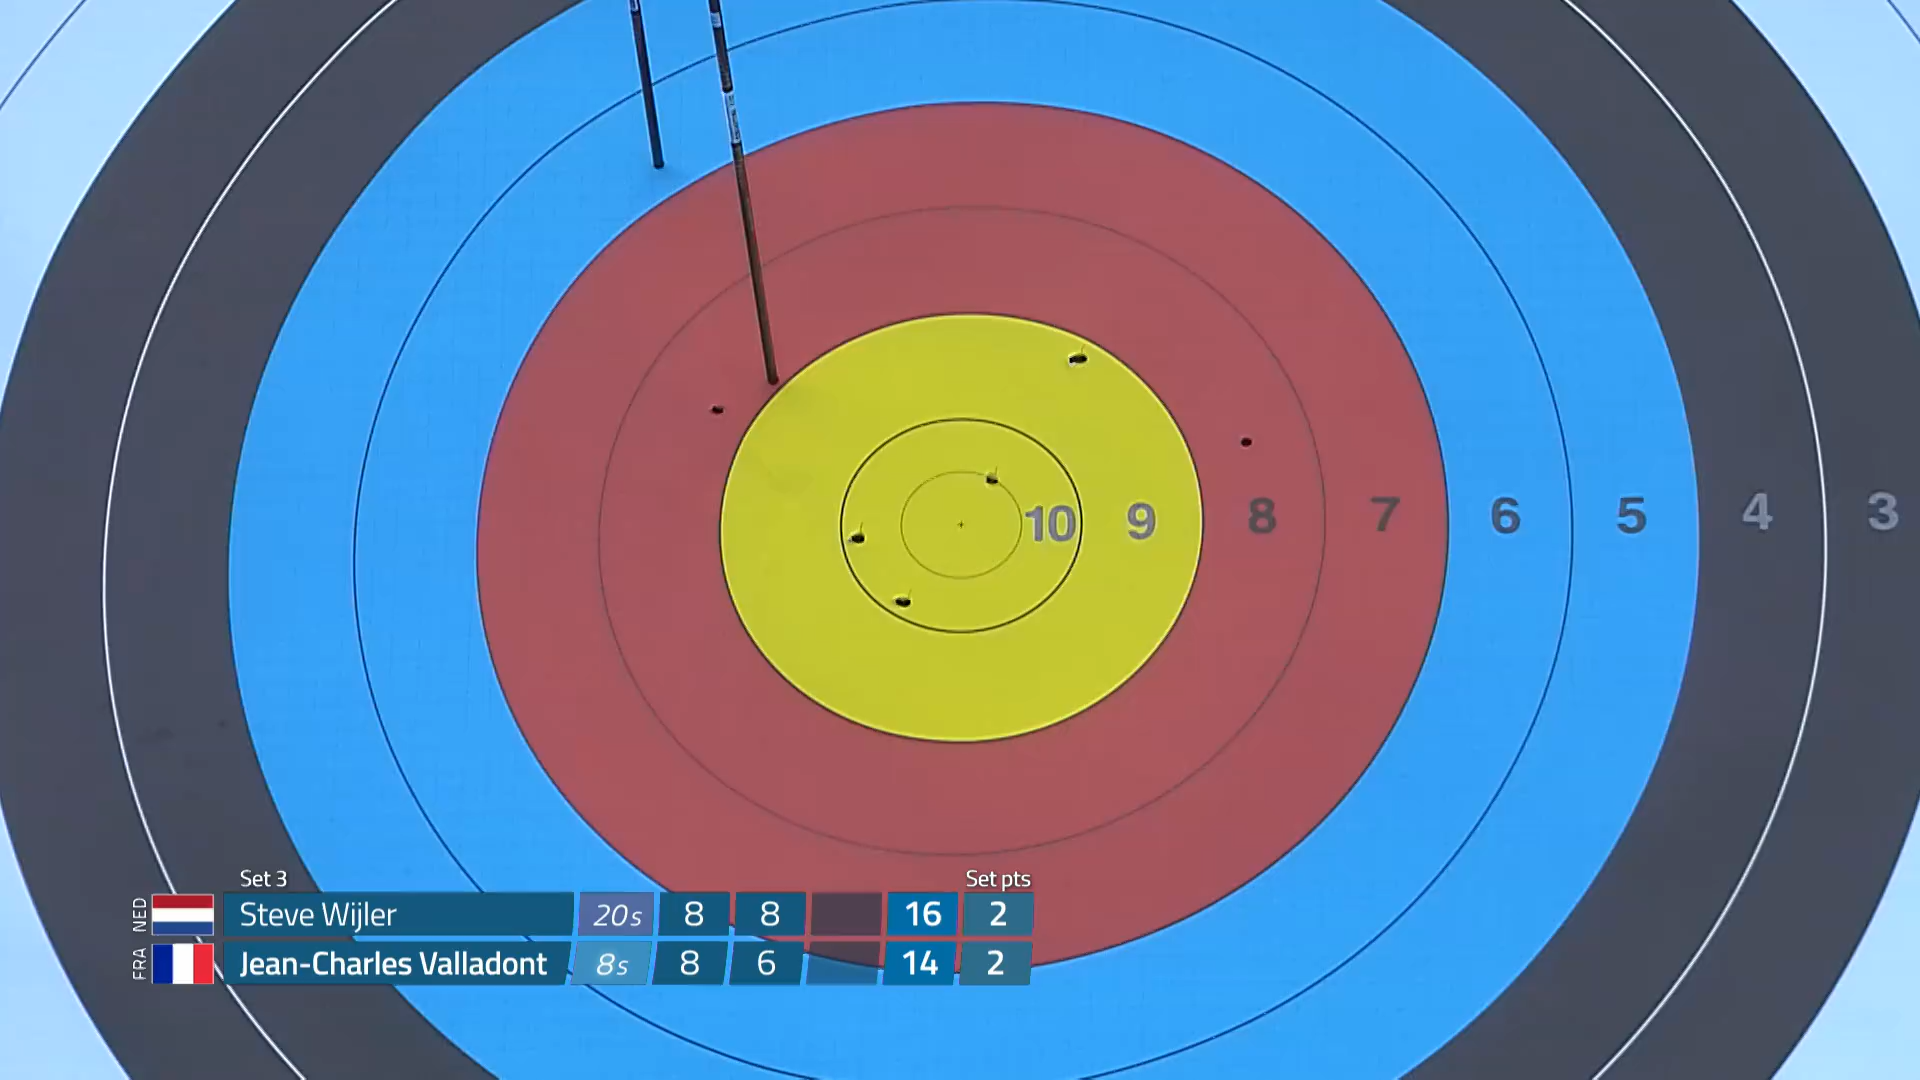 10 9 8 7 6 5 4 3
Set 3 Set pts
NED Steve Wijler 20s 8 8 16 2
FRA Jean-Charles Valladont 8s 8 6 14 2